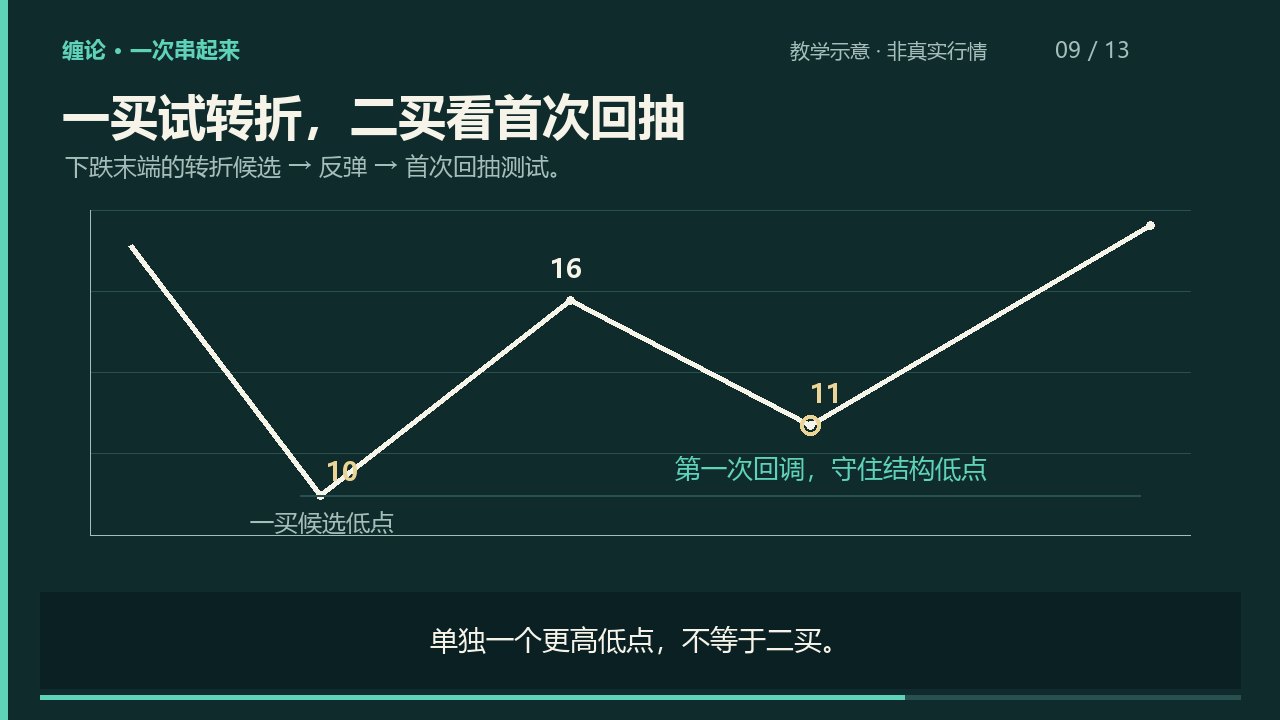 缠论·一次串起来
教学示意·非真实行情
09 / 13
一买试转折，二买看首次回抽
下跌末端的转折候选 → 反弹 → 首次回抽测试。
16
11
10
第一次回调，守住结构低点
一买候选低点
单独一个更高低点，不等于二买。